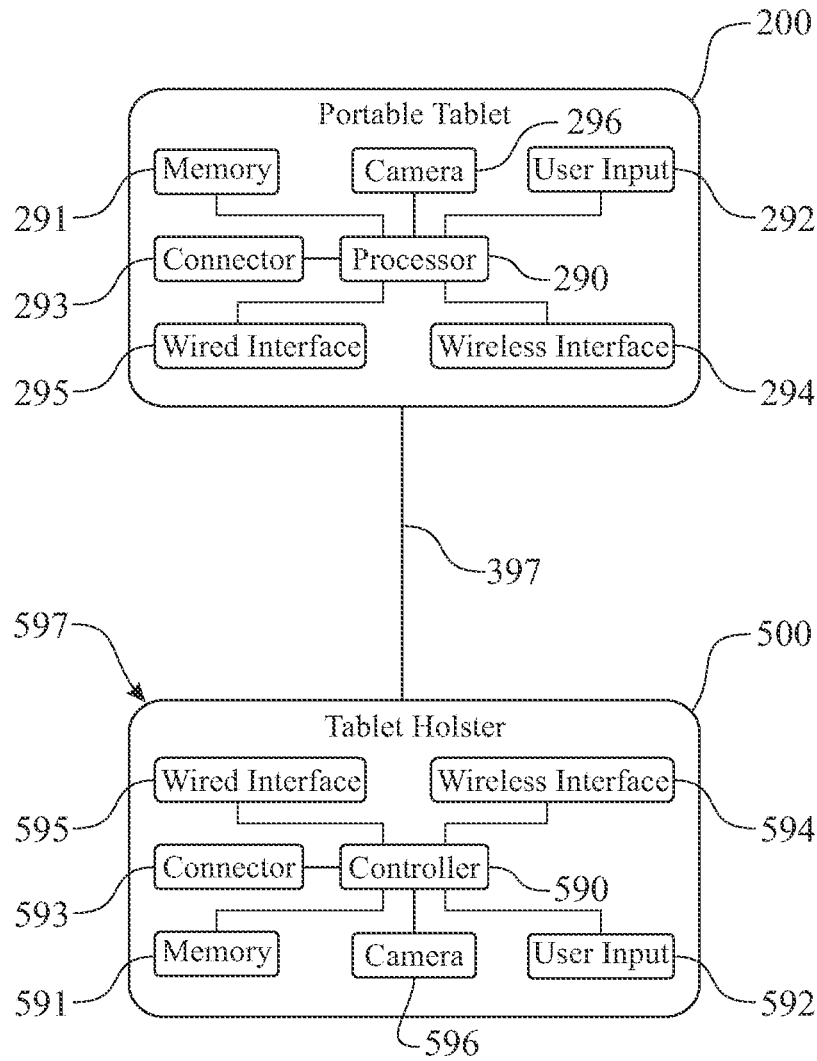 200
Portable Tablet
296
Memory
Camera
User Input
291
292
Connector
Processor
293
290
Wired Interface
Wireless Interface
295
294
397
597
500
Tablet Holster
Wired Interface
Wireless Interface
595
594
Connector
Controller
593
590
Memory
Camera
User Input
591
596
592